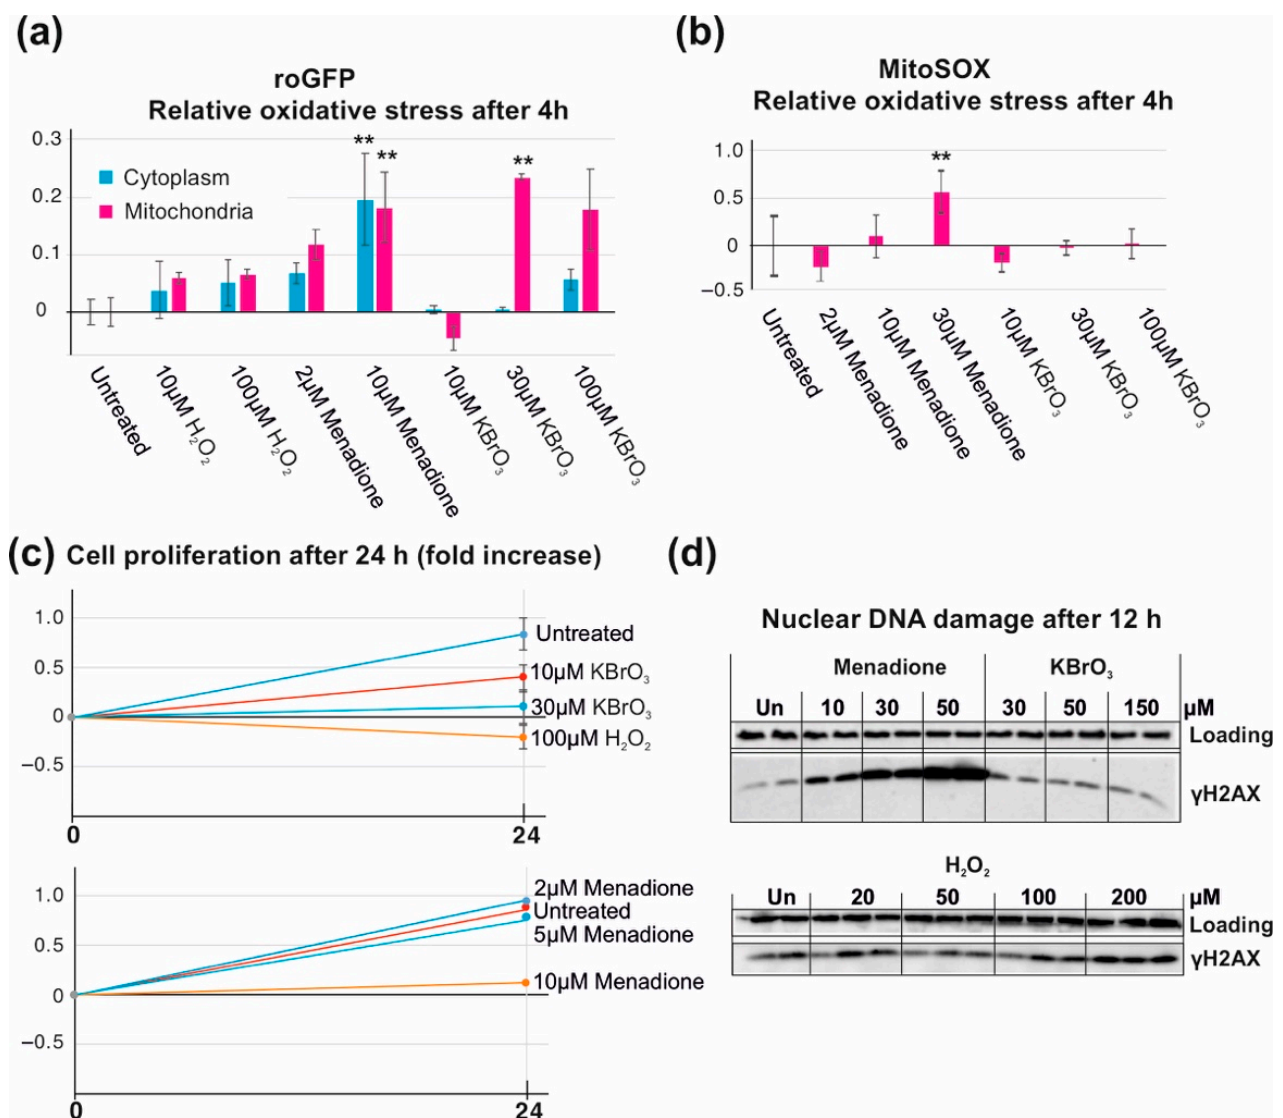 (a)
roGFP
Relative oxidative stress after 4h
0.3
0.2
0.1
0
Cytoplasm
Mitochondria
**
**
**
Untreated
10µM H₂O₂
100µM H₂O₂
2µM Menadione
10µM Menadione
10µM KBrO₃
30µM KBrO₃
100µM KBrO₃
(b)
MitoSOX
Relative oxidative stress after 4h
1.0
0.5
0
−0.5
**
Untreated
2µM Menadione
10µM Menadione
30µM Menadione
10µM KBrO₃
30µM KBrO₃
100µM KBrO₃
(c) Cell proliferation after 24 h (fold increase)
1.0
0.5
0
−0.5
Untreated
10µM KBrO₃
30µM KBrO₃
100µM H₂O₂
0 24
1.0
0.5
0
−0.5
2µM Menadione
Untreated
5µM Menadione
10µM Menadione
0 24
(d)
Nuclear DNA damage after 12 h
Menadione KBrO₃
Un 10 30 50 30 50 150 µM
Loading
γH2AX
H₂O₂
Un 20 50 100 200 µM
Loading
γH2AX